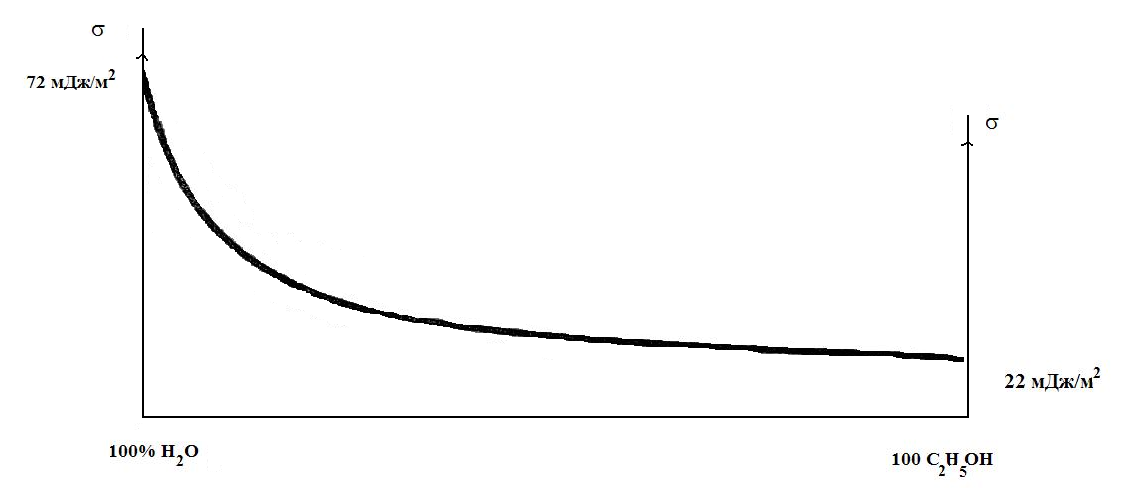 σ
72 мДж/м²
σ
22 мДж/м²
100% H₂O
100 C₂H₅OH